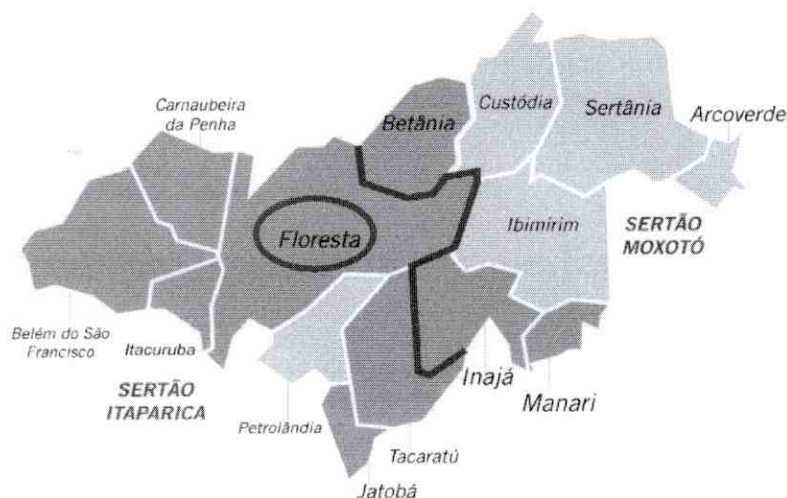 Carnaubeira
da Penha
Betânia
Custódia
Sertânia
Arcoverde
Floresta
Ibimirim
SERTÃO
MOXOTÓ
Belém do São
Francisco
Itacuruba
SERTÃO
ITAPARICA
Petrolândia
Inajá
Manari
Tacaratú
Jatobá